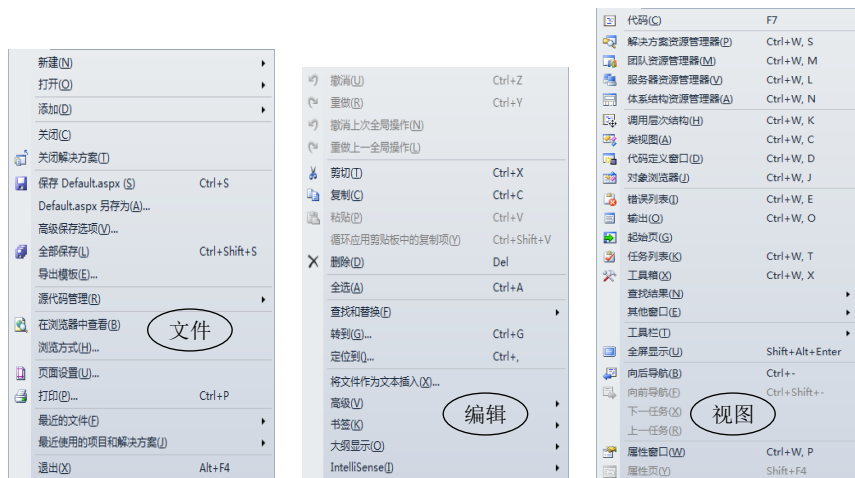 新建(N)
打开(O)
添加(D)
关闭(C)
关闭解决方案(T)
保存 Default.aspx (S) Ctrl+S
Default.aspx 另存为(A)...
高级保存选项(V)...
全部保存(L) Ctrl+Shift+S
导出模板(E)...
源代码管理(R)
在浏览器中查看(B)
浏览方式(H)...
页面设置(U)...
打印(P)... Ctrl+P
最近的文件(F)
最近使用的项目和解决方案(J)
退出(X) Alt+F4
文件
撤消(U) Ctrl+Z
重做(R) Ctrl+Y
撤消上次全局操作(N)
重做上一全局操作(L)
剪切(T) Ctrl+X
复制(C) Ctrl+C
粘贴(P) Ctrl+V
循环应用剪贴板中的复制项(Y) Ctrl+Shift+V
删除(D) Del
全选(A) Ctrl+A
查找和替换(F)
转到(G)... Ctrl+G
定位到()... Ctrl+,
将文件作为文本插入(X)...
高级(V)
书签(K)
大纲显示(O)
IntelliSense(I)
编辑
代码(C) F7
解决方案资源管理器(P) Ctrl+W, S
团队资源管理器(M) Ctrl+W, M
服务器资源管理器(V) Ctrl+W, L
体系结构资源管理器(A) Ctrl+W, N
调用层次结构(H) Ctrl+W, K
类视图(A) Ctrl+W, C
代码定义窗口(D) Ctrl+W, D
对象浏览器(J) Ctrl+W, J
错误列表(I) Ctrl+W, E
输出(O) Ctrl+W, O
起始页(G)
任务列表(K) Ctrl+W, T
工具箱(X) Ctrl+W, X
查找结果(N)
其他窗口(E)
工具栏(T)
全屏显示(U) Shift+Alt+Enter
向后导航(B) Ctrl+-
向前导航(F) Ctrl+Shift+-
下一任务(X)
上一任务(R)
属性窗口(W) Ctrl+W, P
属性页(Y) Shift+F4
视图